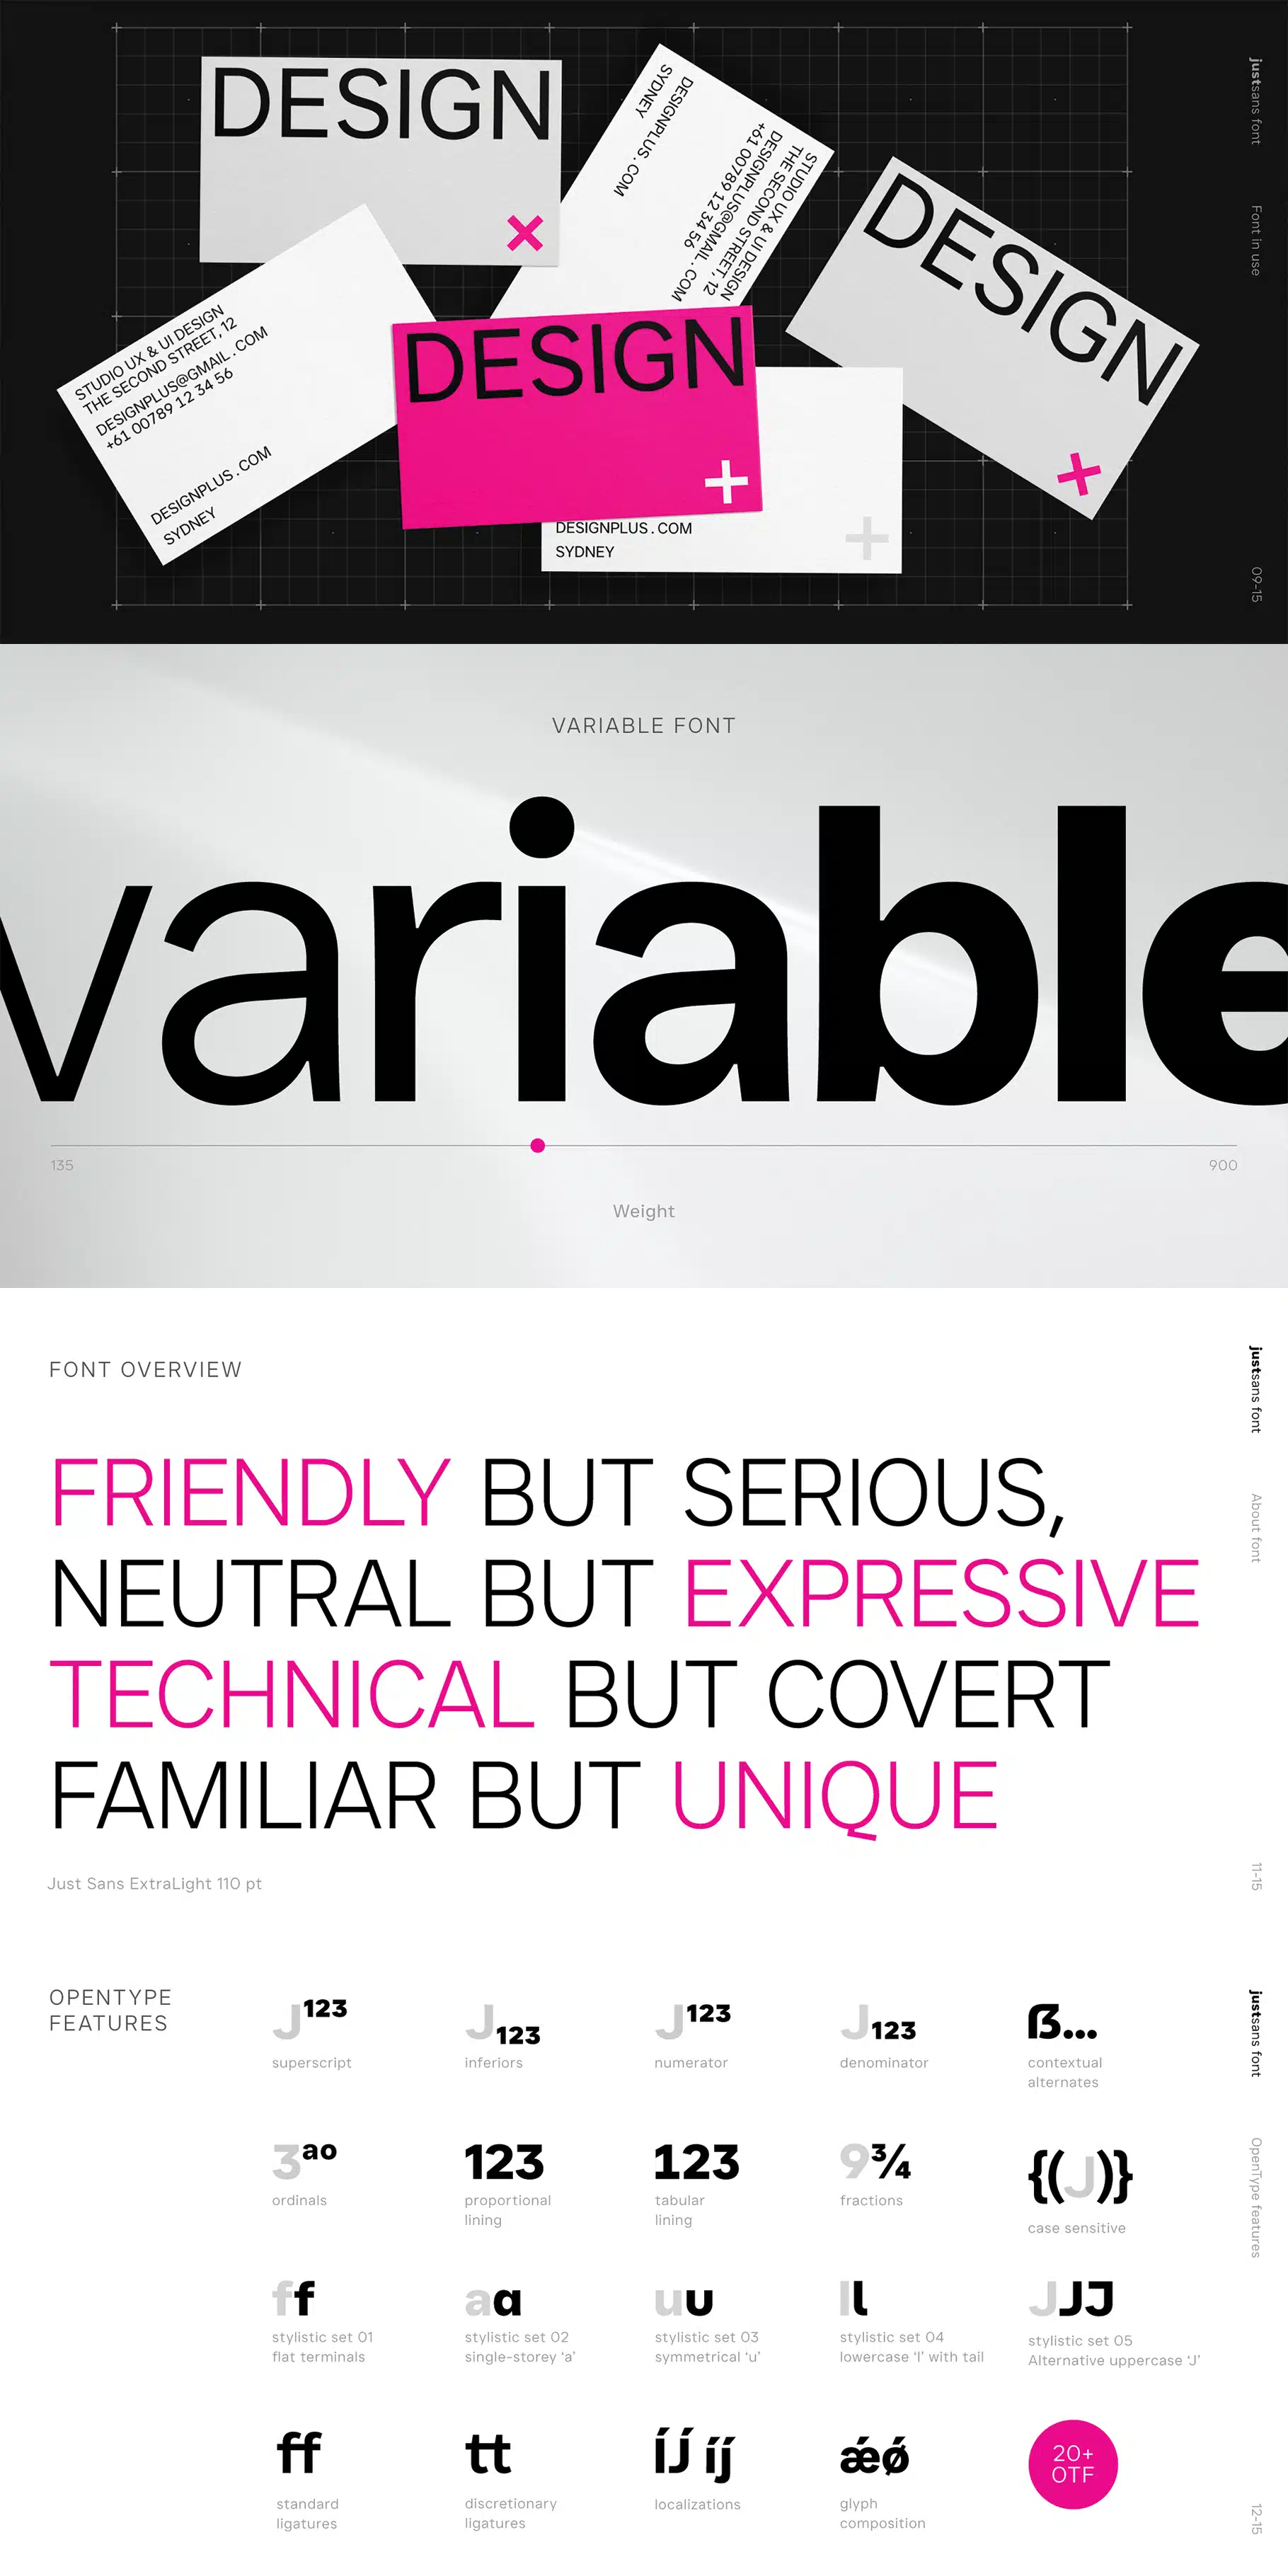 DESIGN
SYDNEY
DESIGNPLUS . COM
STUDIO UX & UI DESIGN
THE SECOND STREET, 12
DESIGNPLUS@GMAIL . COM
+61 00789 12 34 56
DESIGN
STUDIO UX & UI DESIGN
THE SECOND STREET, 12
DESIGNPLUS@GMAIL . COM
+61 00789 12 34 56
DESIGNPLUS . COM
SYDNEY
DESIGN
DESIGNPLUS . COM
SYDNEY
justsans font
Font in use
09-15
VARIABLE FONT
variable
135
900
Weight
FONT OVERVIEW
FRIENDLY BUT SERIOUS,
NEUTRAL BUT EXPRESSIVE
TECHNICAL BUT COVERT
FAMILIAR BUT UNIQUE
Just Sans ExtraLight 110 pt
justsans font
About font
11-15
OPENTYPE
FEATURES
J¹²³
superscript
J₁₂₃
inferiors
J¹²³
numerator
J₁₂₃
denominator
ẞ...
contextual
alternates
3ªº
ordinals
123
proportional
lining
123
tabular
lining
9¾
fractions
{(J)}
case sensitive
ff
stylistic set 01
flat terminals
aɑ
stylistic set 02
single-storey ‘a’
uu
stylistic set 03
symmetrical ‘u’
ll
stylistic set 04
lowercase ‘l’ with tail
JJJ
stylistic set 05
Alternative uppercase ‘J’
ff
standard
ligatures
tt
discretionary
ligatures
ÍJ́ íj́
localizations
ǽǿ
glyph
composition
20+
OTF
justsans font
OpenType features
12-15